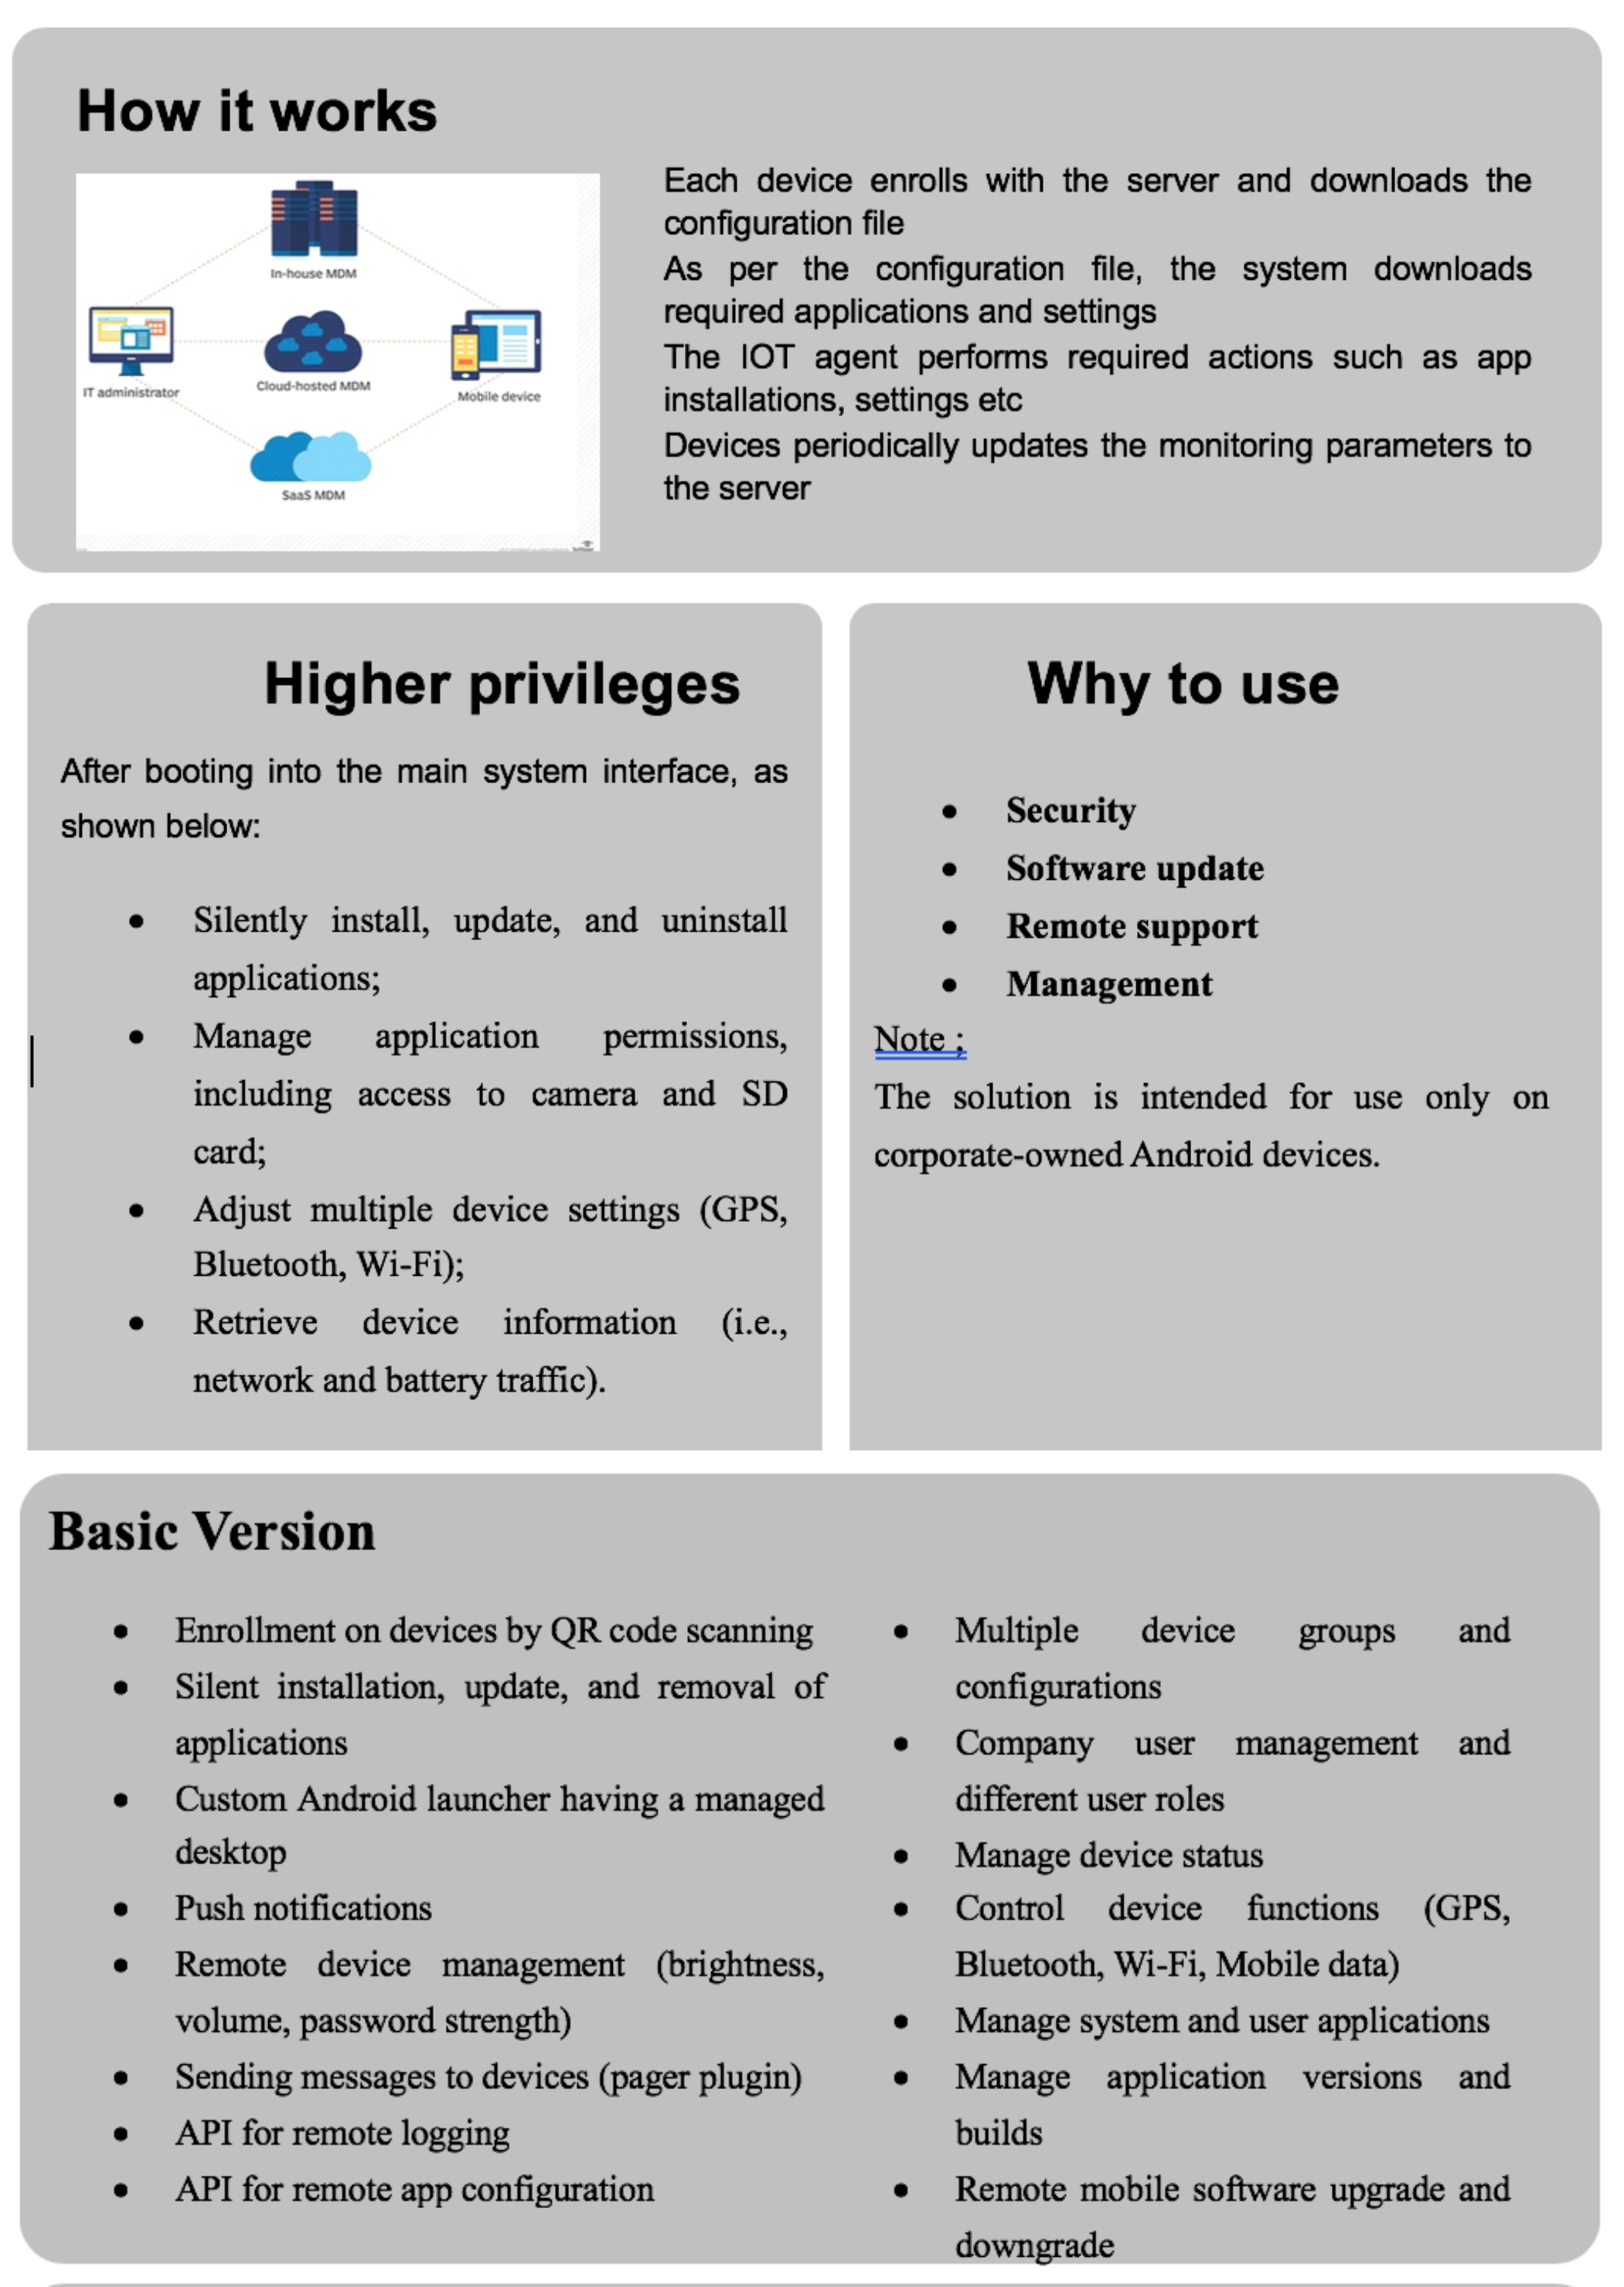 How it works
In-house MDM
IT administrator
Cloud-hosted MDM
Mobile device
SaaS MDM
Each device enrolls with the server and downloads the
configuration file
As per the configuration file, the system downloads
required applications and settings
The IOT agent performs required actions such as app
installations, settings etc
Devices periodically updates the monitoring parameters to
the server
Higher privileges
After booting into the main system interface, as
shown below:
• Silently install, update, and uninstall
applications;
• Manage application permissions,
including access to camera and SD
card;
• Adjust multiple device settings (GPS,
Bluetooth, Wi-Fi);
• Retrieve device information (i.e.,
network and battery traffic).
Why to use
• Security
• Software update
• Remote support
• Management
Note ;
The solution is intended for use only on
corporate-owned Android devices.
Basic Version
• Enrollment on devices by QR code scanning
• Silent installation, update, and removal of
applications
• Custom Android launcher having a managed
desktop
• Push notifications
• Remote device management (brightness,
volume, password strength)
• Sending messages to devices (pager plugin)
• API for remote logging
• API for remote app configuration
• Multiple device groups and
configurations
• Company user management and
different user roles
• Manage device status
• Control device functions (GPS,
Bluetooth, Wi-Fi, Mobile data)
• Manage system and user applications
• Manage application versions and
builds
• Remote mobile software upgrade and
downgrade